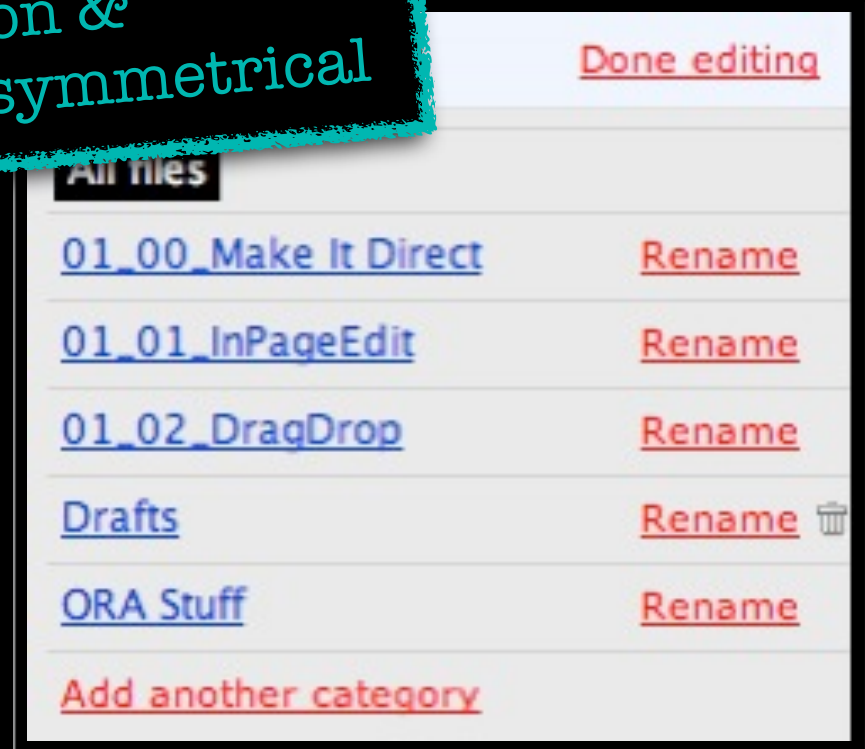 on &
symmetrical
Done editing
All files
01_00_Make It Direct Rename
01_01_InPageEdit Rename
01_02_DragDrop Rename
Drafts Rename
ORA Stuff Rename
Add another category